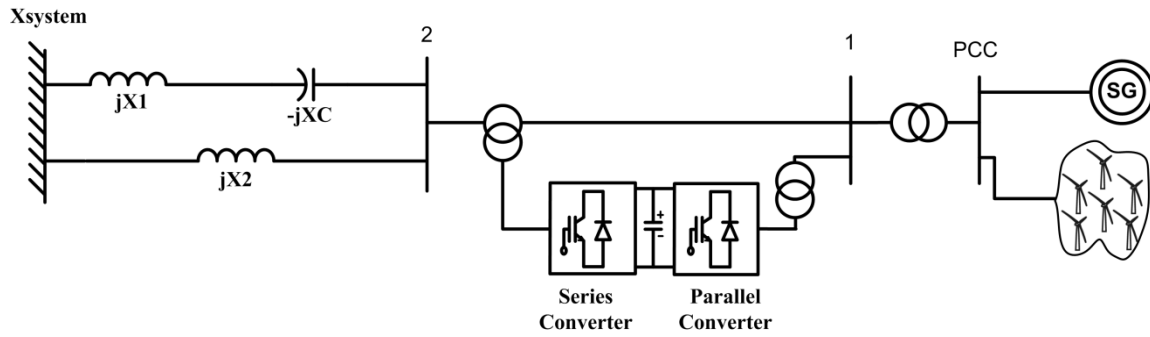 Xsystem
2
1
PCC
jX1
-jXC
SG
jX2
+
-
Series
Converter
Parallel
Converter